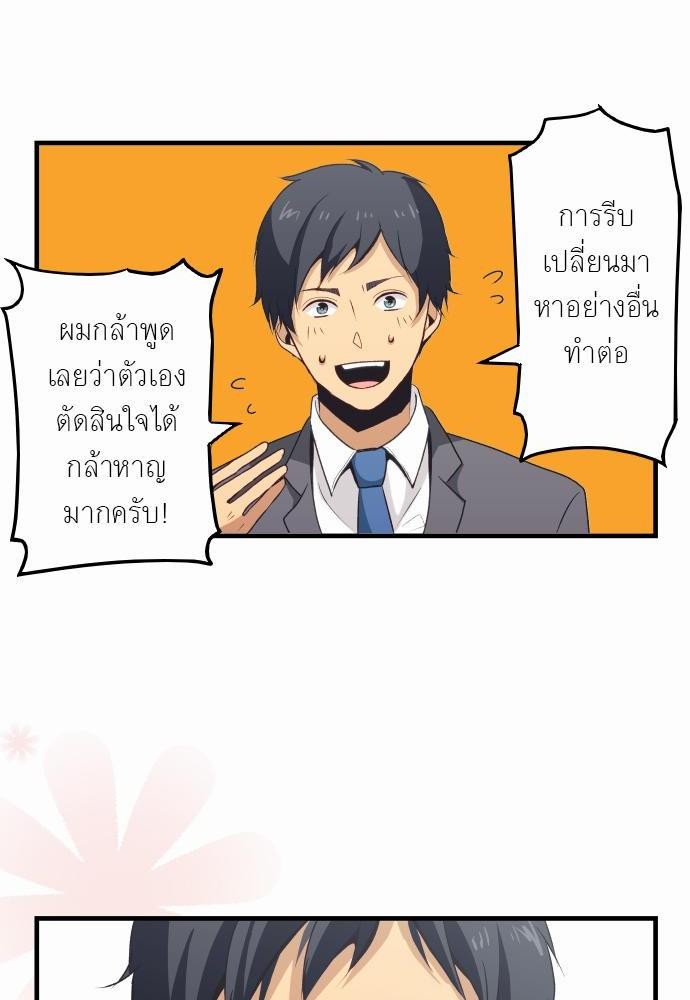 การรีบ
เปลี่ยนมา
หาอย่างอื่น
ทำต่อ
ผมกล้าพูด
เลยว่าตัวเอง
ตัดสินใจได้
กล้าหาญ
มากครับ!